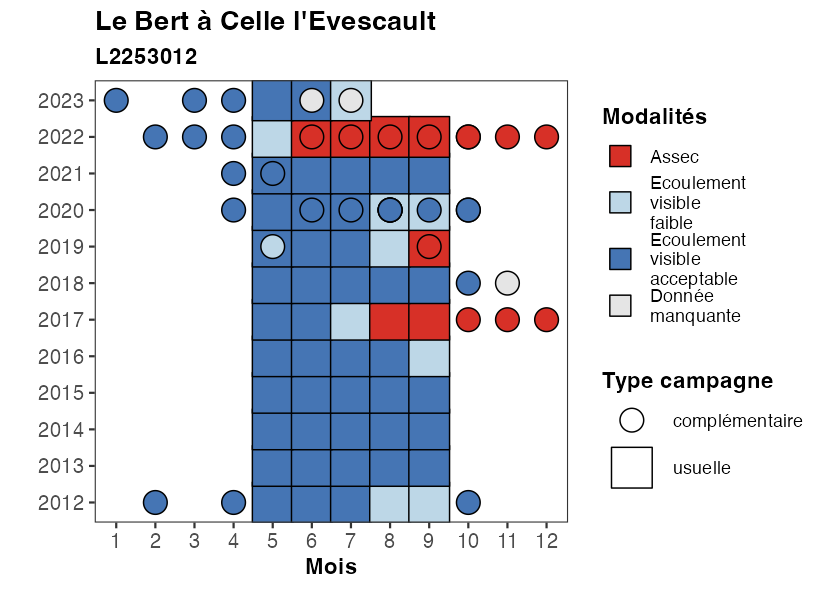 Le Bert à Celle l'Evescault
L2253012
2023
2022
2021
2020
2019
2018
2017
2016
2015
2014
2013
2012
1 2 3 4 5 6 7 8 9 10 11 12
Mois
Modalités
Assec
Ecoulement
visible
faible
Ecoulement
visible
acceptable
Donnée
manquante
Type campagne
complémentaire
usuelle